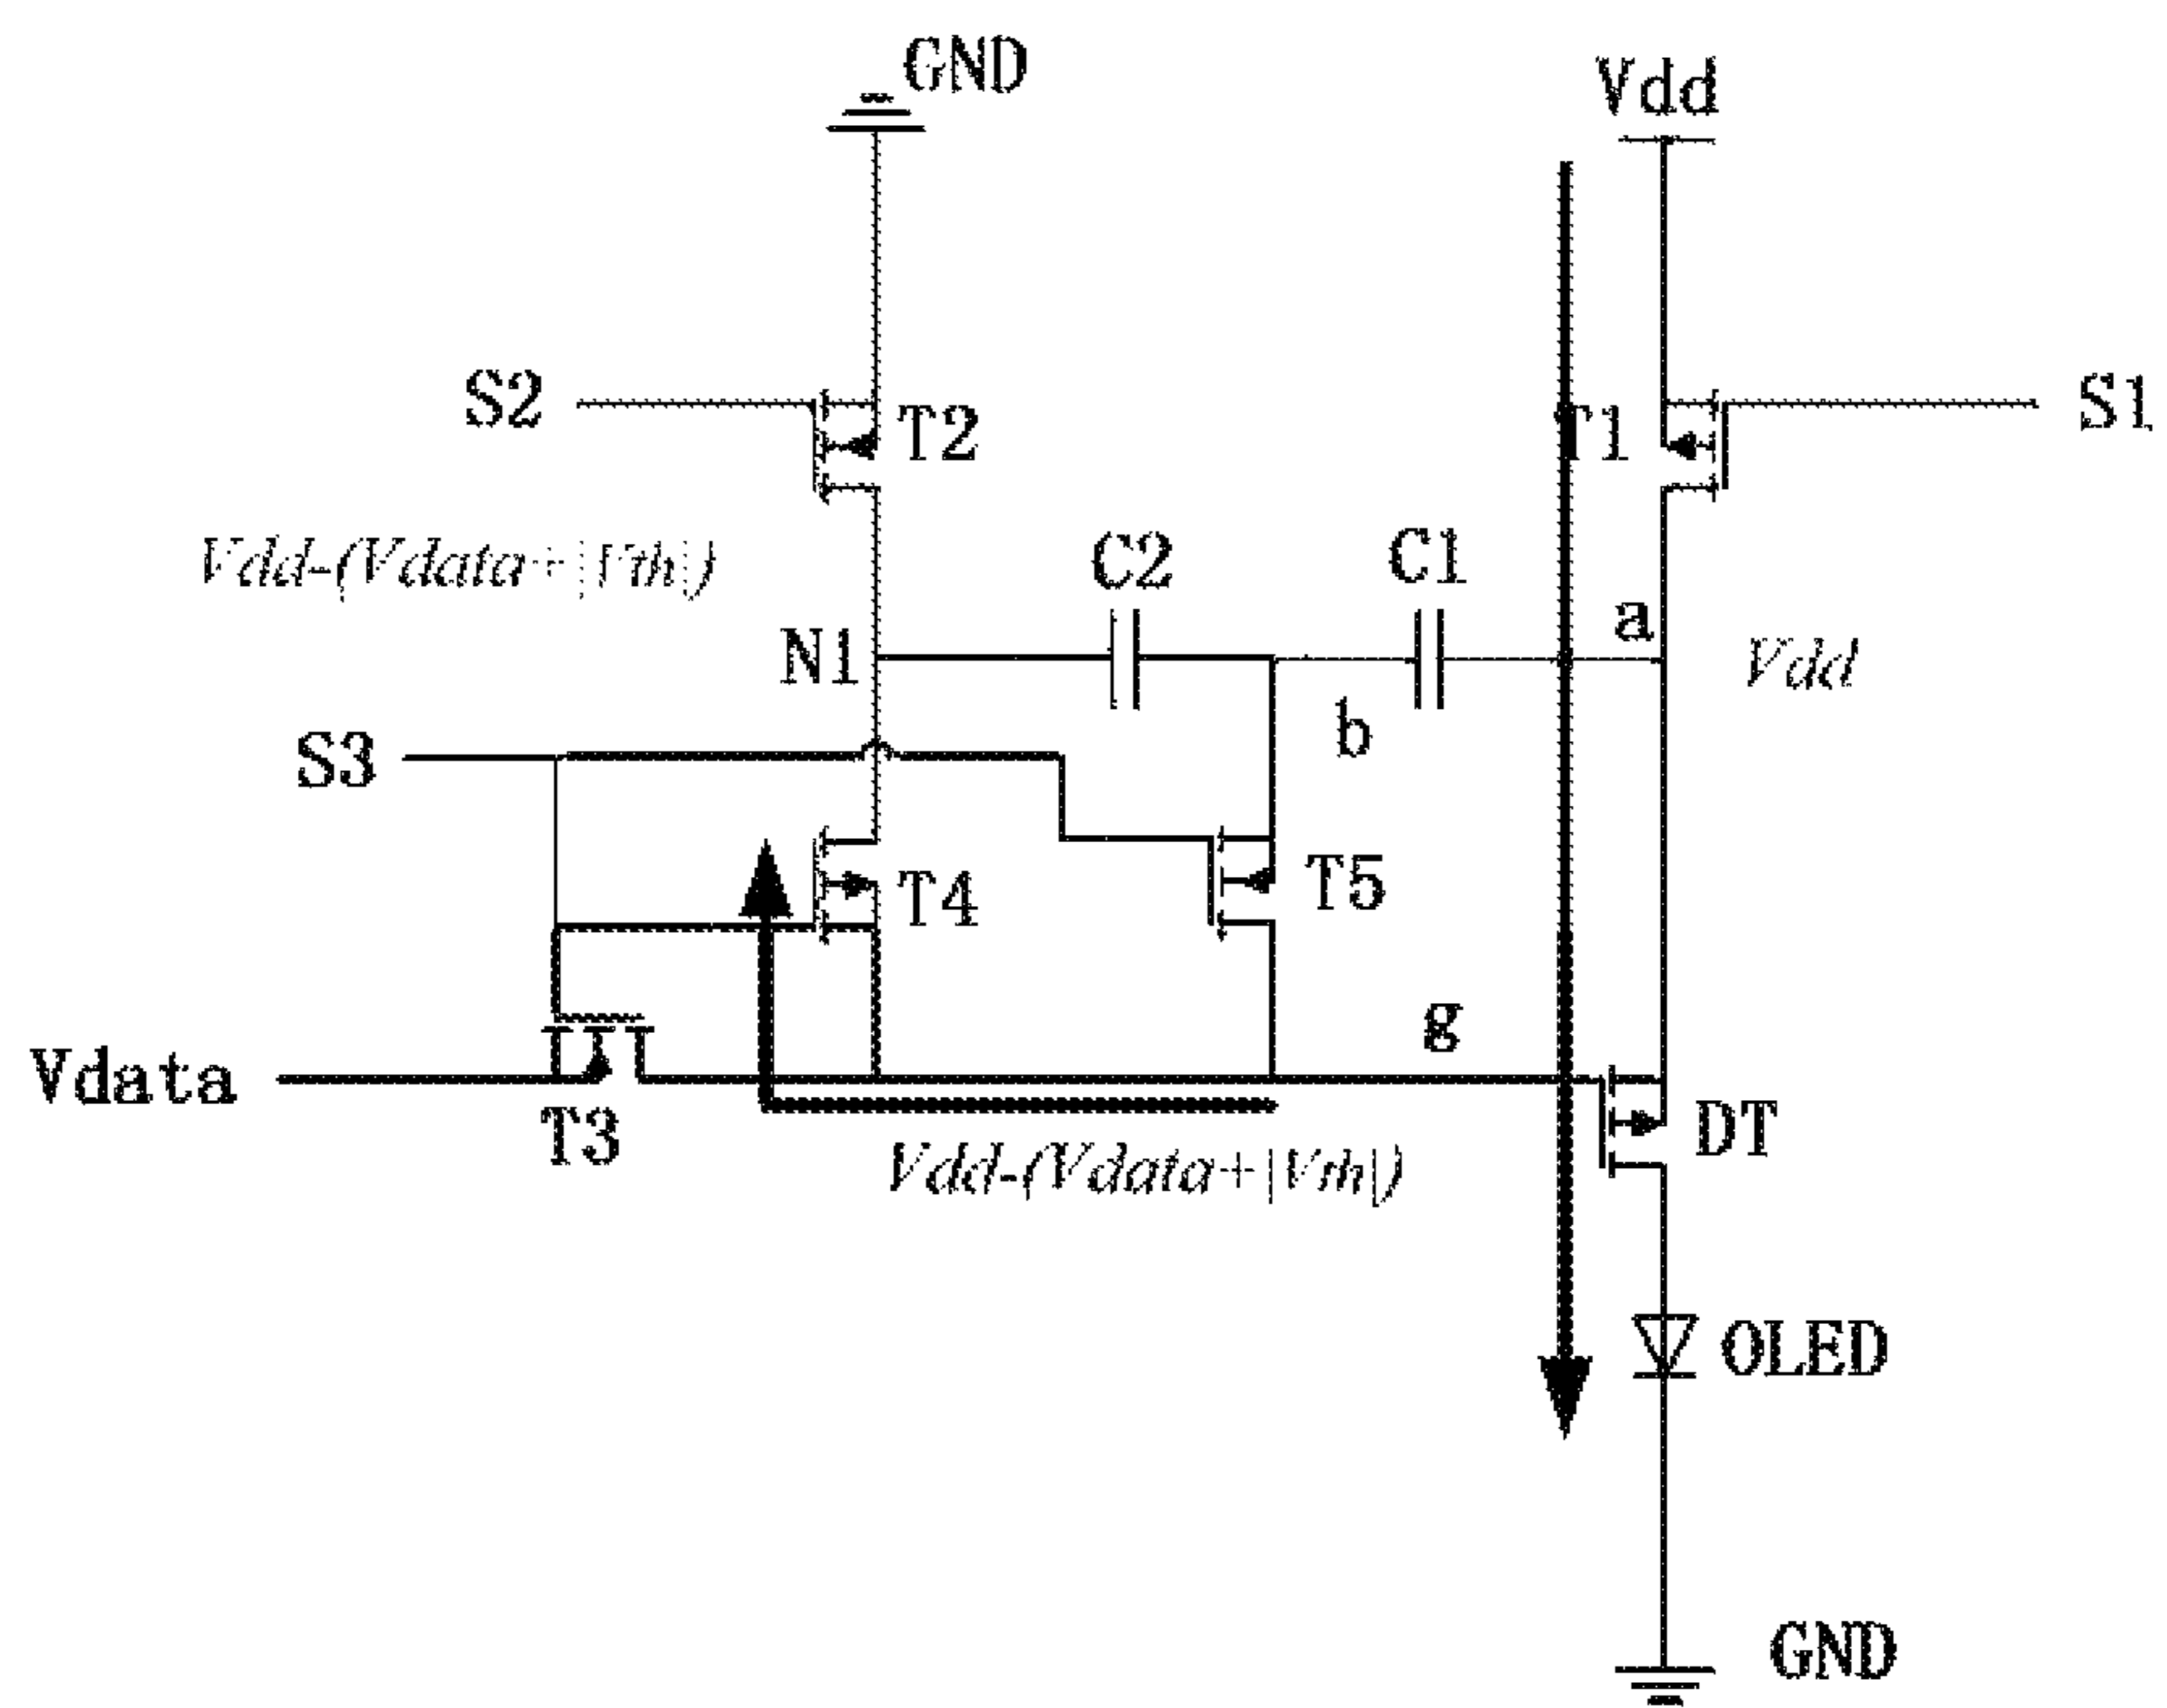 GND
Vdd
S2
T2
T1
S1
Vdd-(Vdata+|Vth|)
C2
C1
a
N1
Vdd
b
S3
T4
T5
g
Vdata
T3
DT
Vdd-(Vdata+|Vth|)
OLED
GND